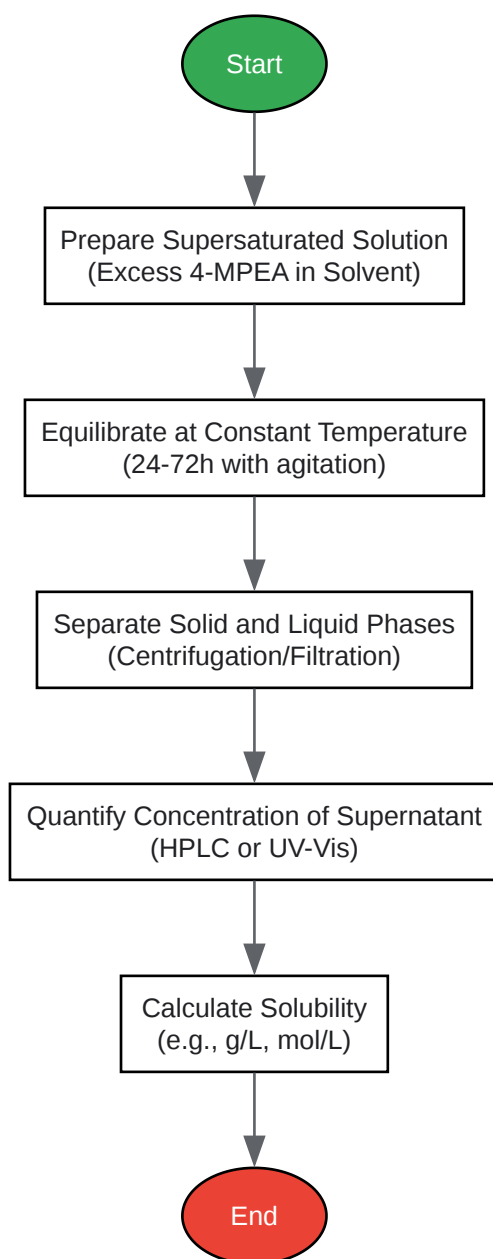 Start
Prepare Supersaturated Solution
(Excess 4-MPEA in Solvent)
Equilibrate at Constant Temperature
(24-72h with agitation)
Separate Solid and Liquid Phases
(Centrifugation/Filtration)
Quantify Concentration of Supernatant
(HPLC or UV-Vis)
Calculate Solubility
(e.g., g/L, mol/L)
End